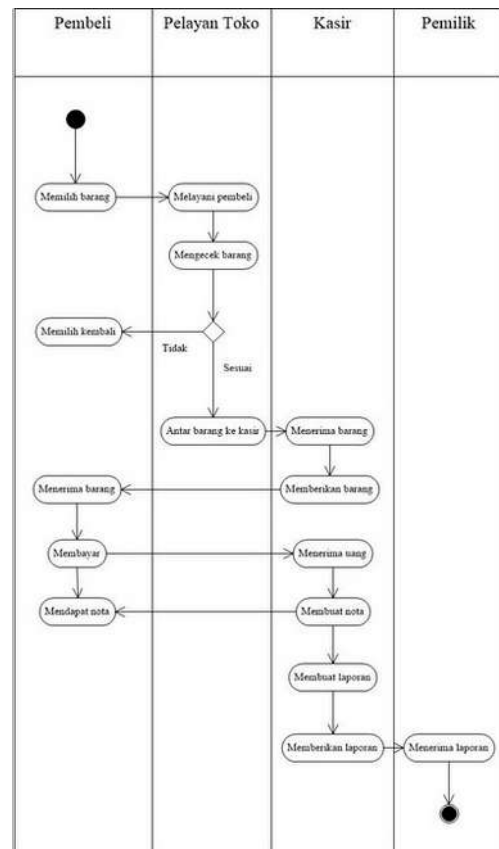 Pembeli
Pelayan Toko
Kasir
Pemilik
Memilih barang
Melayani pembeli
Mengecek barang
Memilih kembali
Tidak
Sesuai
Antar barang ke kasir
Menerima barang
Menerima barang
Memberikan barang
Membayar
Menerima uang
Mendapat nota
Membuat nota
Membuat laporan
Memberikan laporan
Menerima laporan